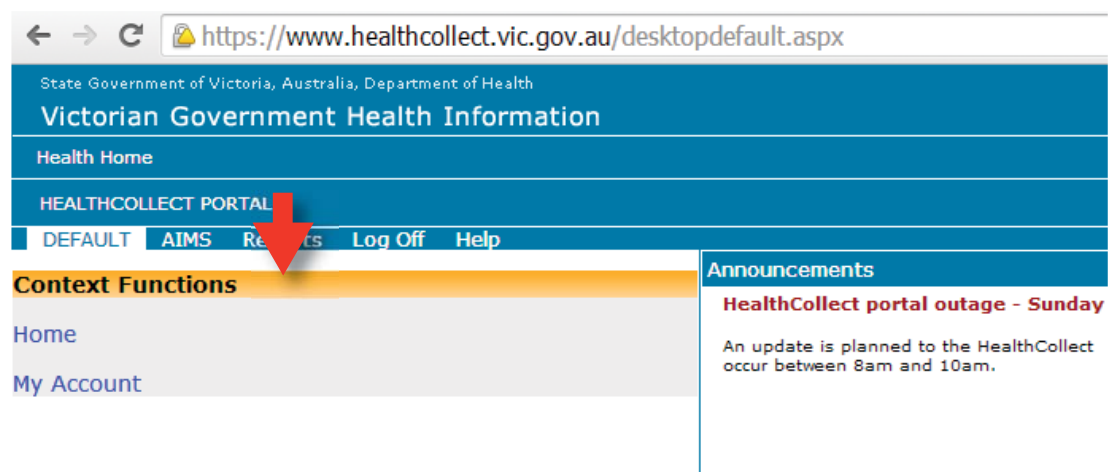 https://www.healthcollect.vic.gov.au/desktopdefault.aspx
State Government of Victoria, Australia, Department of Health
Victorian Government Health Information
Health Home
HEALTHCOLLECT PORTAL
DEFAULT AIMS Reports Log Off Help
Context Functions
Home
My Account
Announcements
HealthCollect portal outage - Sunday
An update is planned to the HealthCollect
occur between 8am and 10am.